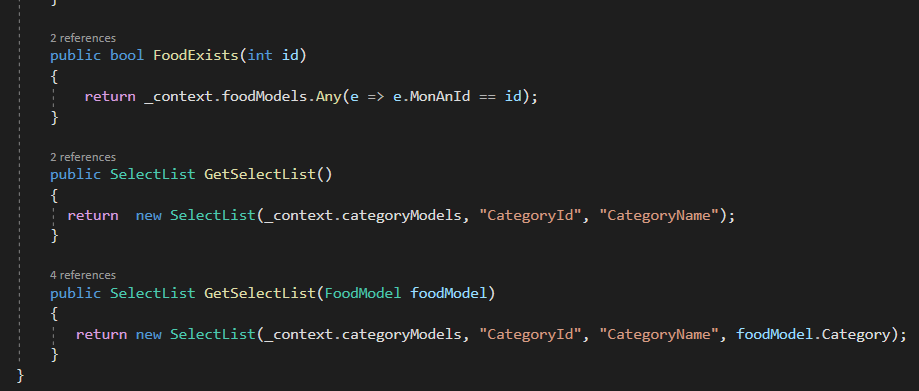 }
2 references
public bool FoodExists(int id)
{
return _context.foodModels.Any(e => e.MonAnId == id);
}
2 references
public SelectList GetSelectList()
{
return  new SelectList(_context.categoryModels, "CategoryId", "CategoryName");
}
4 references
public SelectList GetSelectList(FoodModel foodModel)
{
return new SelectList(_context.categoryModels, "CategoryId", "CategoryName", foodModel.Category);
}
}